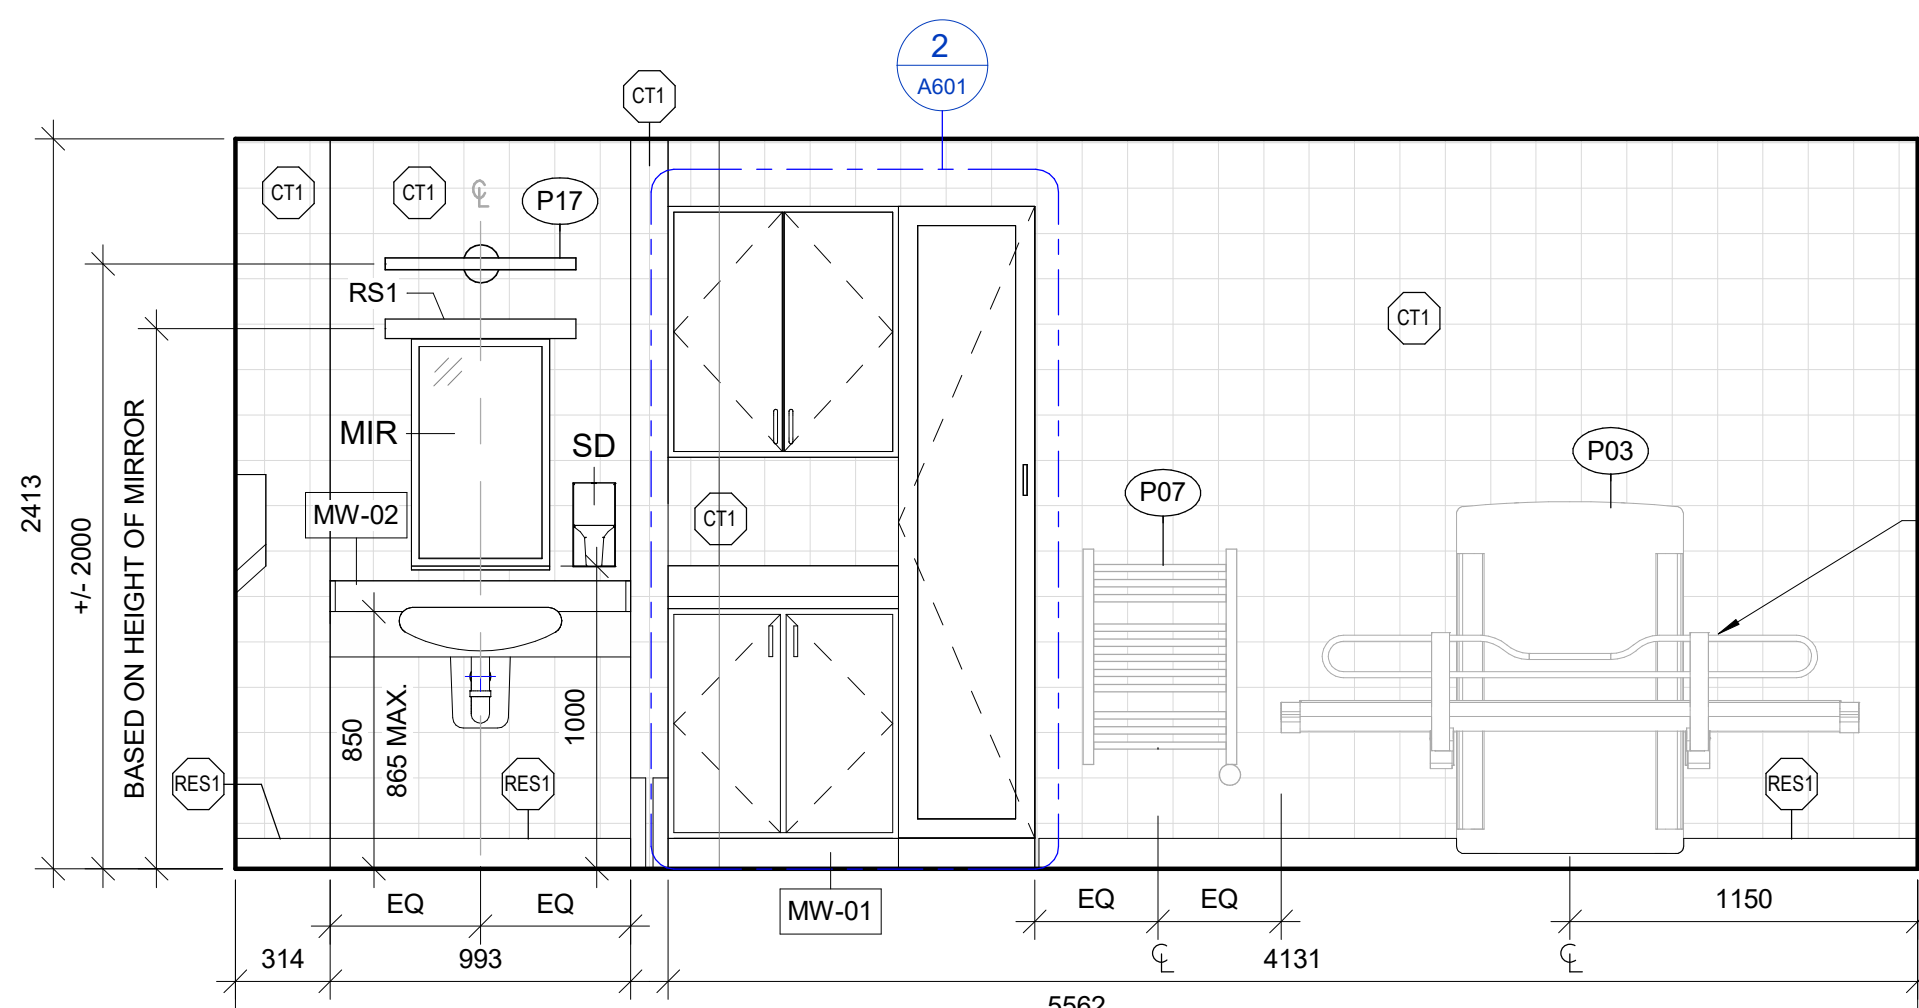 2
A601
CT1
CT1
CT1
℄
P17
RS1
CT1
MIR
SD
P03
P07
MW-02
CT1
2413
+/- 2000
BASED ON HEIGHT OF MIRROR
850
865 MAX.
1000
RES1
RES1
RES1
EQ
EQ
MW-01
EQ
EQ
1150
314
993
℄
4131
℄
5562